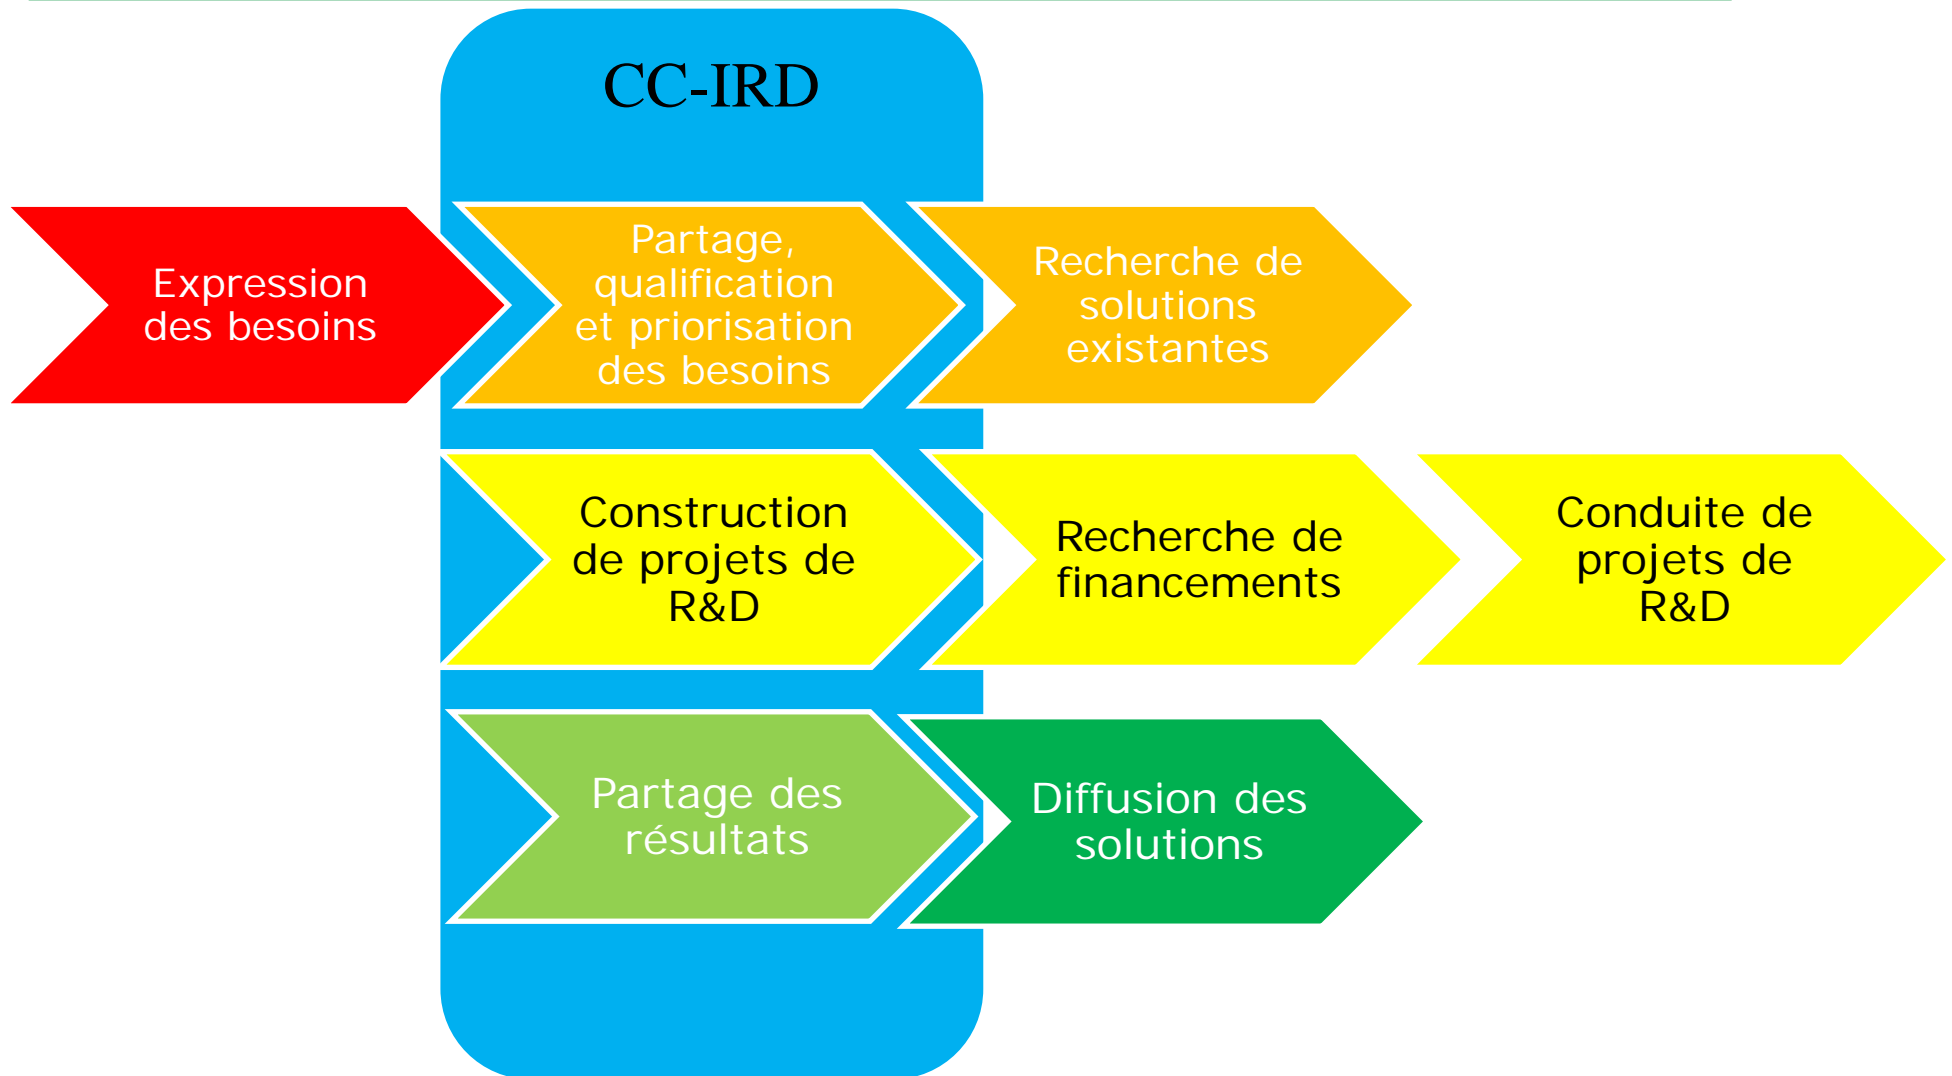 CC-IRD
Expression
des besoins
Partage,
qualification
et priorisation
des besoins
Recherche de
solutions
existantes
Construction
de projets de
R&D
Recherche de
financements
Conduite de
projets de
R&D
Partage des
résultats
Diffusion des
solutions